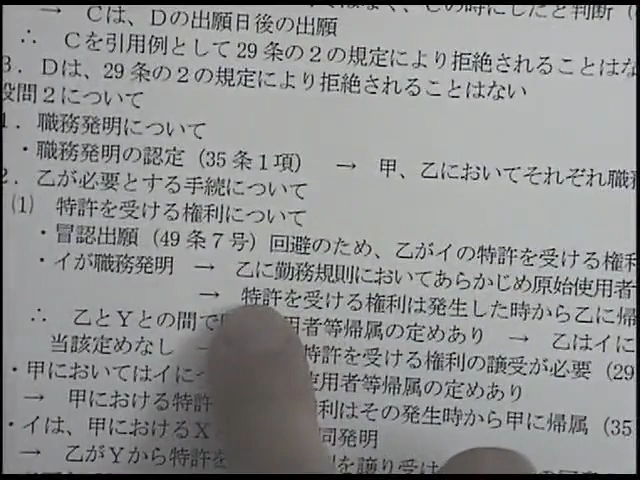 → Cは、Dの出願日後の出願
∴ Cを引用例として29条の2の規定により拒絶されることはな
3．Dは、29条の2の規定により拒絶されることはない
設問2について
1．職務発明について
・職務発明の認定（35条1項） → 甲、乙においてそれぞれ職務
2．乙が必要とする手続について
(1) 特許を受ける権利について
・冒認出願（49条7号）回避のため、乙がイの特許を受ける権利
・イが職務発明 → 乙に勤務規則においてあらかじめ原始使用者
→ 特許を受ける権利は発生した時から乙に帰
∴ 乙とYとの間で 用者等帰属の定めあり → 乙はイに
当該定めなし 特許を受ける権利の譲受が必要（29
・甲においてはイに 使用者等帰属の定めあり
→ 甲における特許 利はその発生時から甲に帰属（35
・イは、甲におけるX 同発明
→ 乙がYから特許を を譲り受け